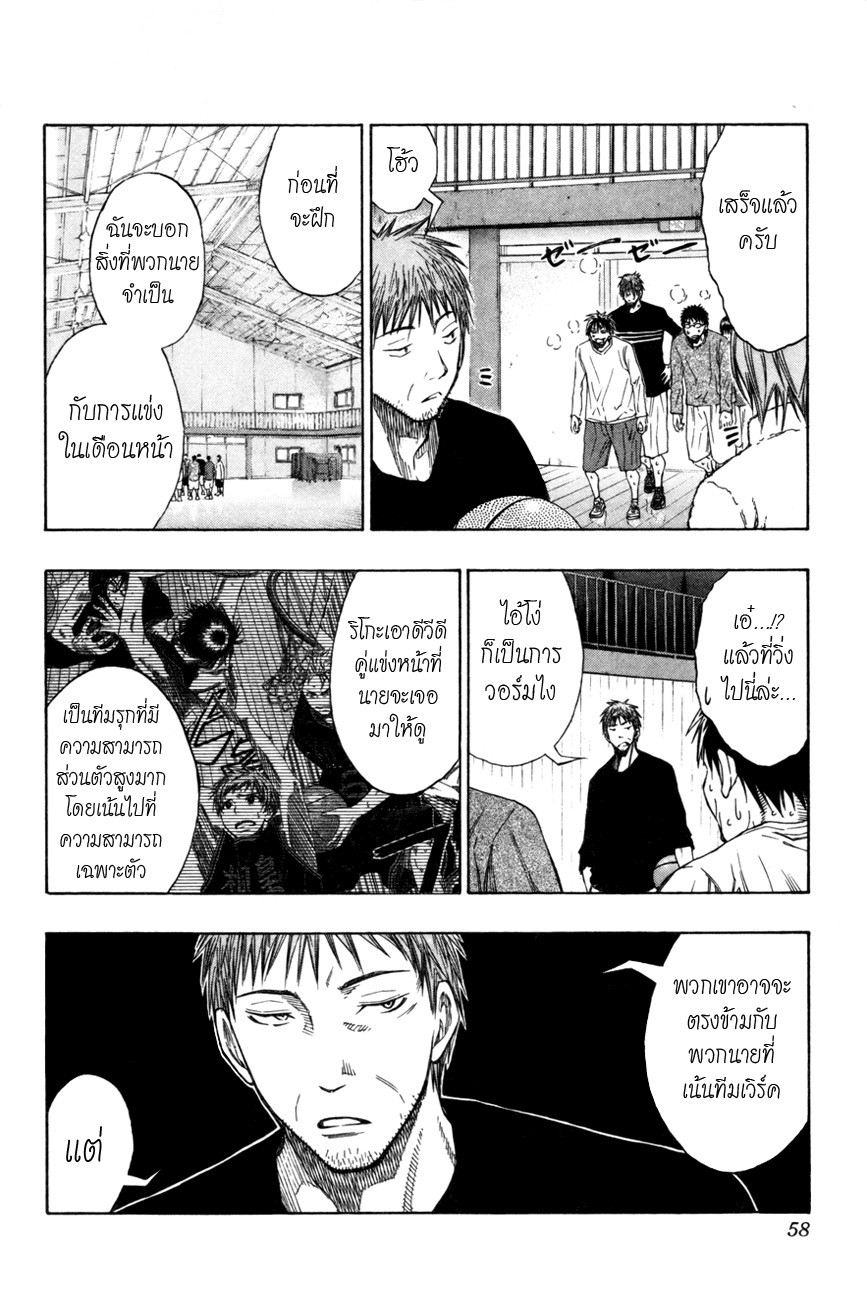 เสร็จแล้ว
ครับ
โฮ้ว
ゼーゼー
ก่อนที่
จะฝึก
ฉันจะบอก
สิ่งที่พวกนาย
จำเป็น
กับการแข่ง
ในเดือนหน้า
เอ๋...!?
แล้วที่วิ่ง
ไปนี่ล่ะ...
ไอ้โง่
ก็เป็นการ
วอร์มไง
ริโกะเอาดีวีดี
คู่แข่งหน้าที่
นายจะเจอ
มาให้ดู
เป็นทีมรุกที่มี
ความสามารถ
ส่วนตัวสูงมาก
โดยเน้นไปที่
ความสามารถ
เฉพาะตัว
พวกเขาอาจจะ
ตรงข้ามกับ
พวกนายที่
เน้นทีมเวิร์ค
แต่
58